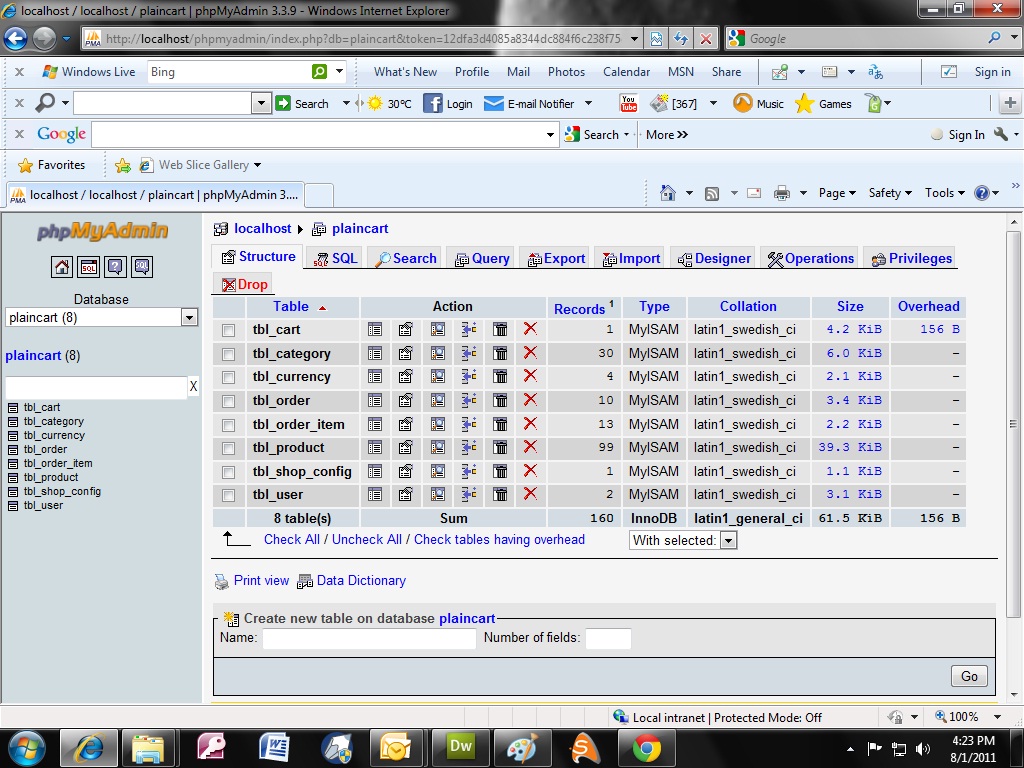 localhost / localhost / plaincart | phpMyAdmin 3.3.9 - Windows Internet Explorer
PMA http://localhost/phpmyadmin/index.php?db=plaincart&token=12dfa3d4085a8344dc884f6c238f75 Google
x Windows Live Bing What's New Profile Mail Photos Calendar MSN Share Sign in
x Search 30°C Login E-mail Notifier You Tube [367] Music Games
x Google Search More » Sign In
Favorites Web Slice Gallery
PMA localhost / localhost / plaincart | phpMyAdmin 3.... Page Safety Tools »
phpMyAdmin
SQL
Database
plaincart (8)
plaincart (8)
X
tbl_cart
tbl_category
tbl_currency
tbl_order
tbl_order_item
tbl_product
tbl_shop_config
tbl_user
localhost plaincart
Structure SQL Search Query Export Import Designer Operations Privileges
Drop
Table Action Records 1 Type Collation Size Overhead
tbl_cart 1 MyISAM latin1_swedish_ci 4.2 KiB 156 B
tbl_category 30 MyISAM latin1_swedish_ci 6.0 KiB -
tbl_currency 4 MyISAM latin1_swedish_ci 2.1 KiB -
tbl_order 10 MyISAM latin1_swedish_ci 3.4 KiB -
tbl_order_item 13 MyISAM latin1_swedish_ci 2.2 KiB -
tbl_product 99 MyISAM latin1_swedish_ci 39.3 KiB -
tbl_shop_config 1 MyISAM latin1_swedish_ci 1.1 KiB -
tbl_user 2 MyISAM latin1_swedish_ci 3.1 KiB -
8 table(s) Sum 160 InnoDB latin1_general_ci 61.5 KiB 156 B
Check All / Uncheck All / Check tables having overhead With selected:
Print view Data Dictionary
Create new table on database plaincart
Name: Number of fields:
Go
Local intranet | Protected Mode: Off 100%
Dw
4:23 PM
8/1/2011